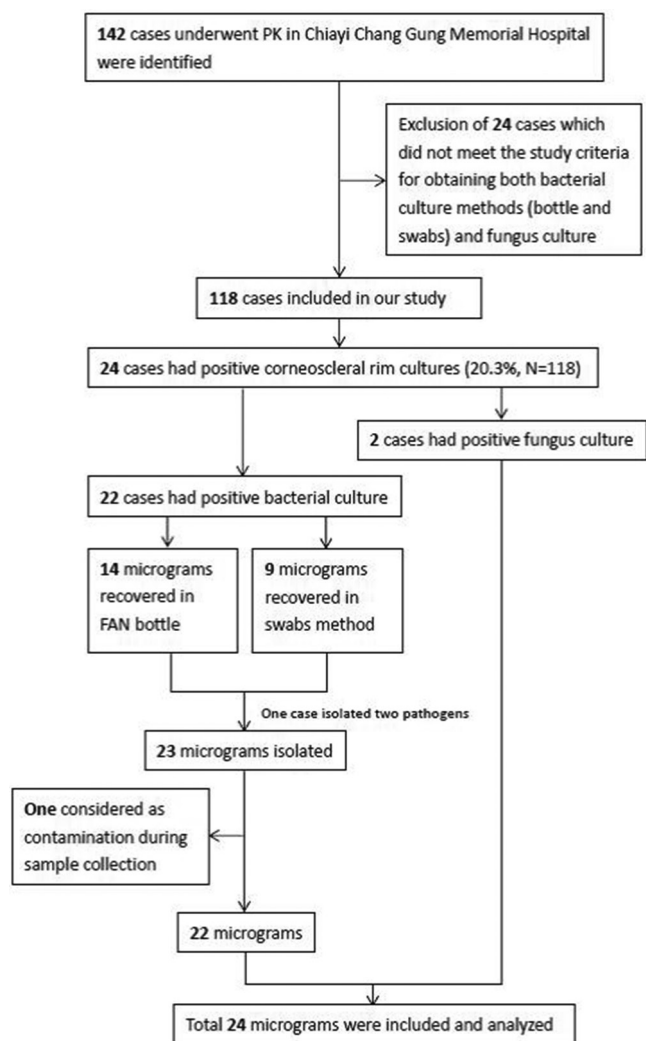 142 cases underwent PK in Chiayi Chang Gung Memorial Hospital
were identified
Exclusion of 24 cases which
did not meet the study criteria
for obtaining both bacterial
culture methods (bottle and
swabs) and fungus culture
118 cases included in our study
24 cases had positive corneoscleral rim cultures (20.3%, N=118)
2 cases had positive fungus culture
22 cases had positive bacterial culture
14 micrograms
recovered in
FAN bottle
9 micrograms
recovered in
swabs method
One case isolated two pathogens
23 micrograms isolated
One considered as
contamination during
sample collection
22 micrograms
Total 24 micrograms were included and analyzed